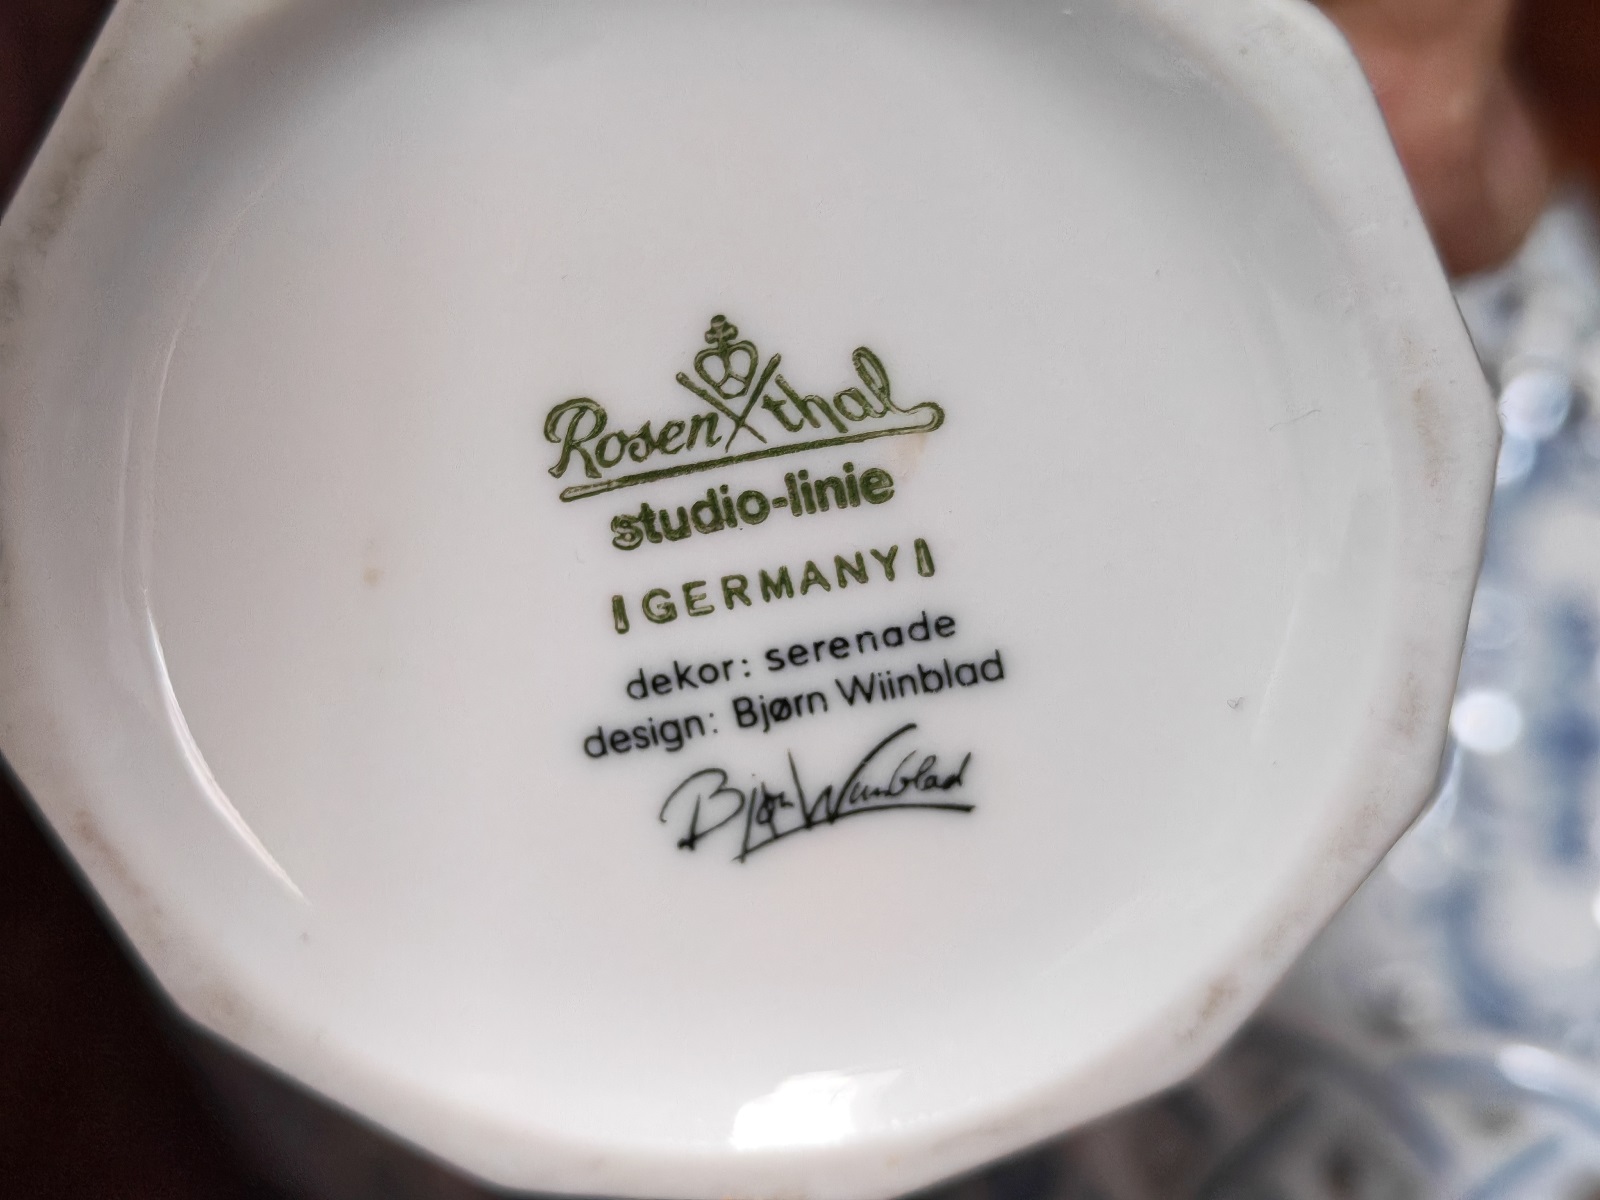 Rosenthal
studio-linie
GERMANY
dekor: serenade
design: Bjørn Wiinblad
Bjørn Wiinblad